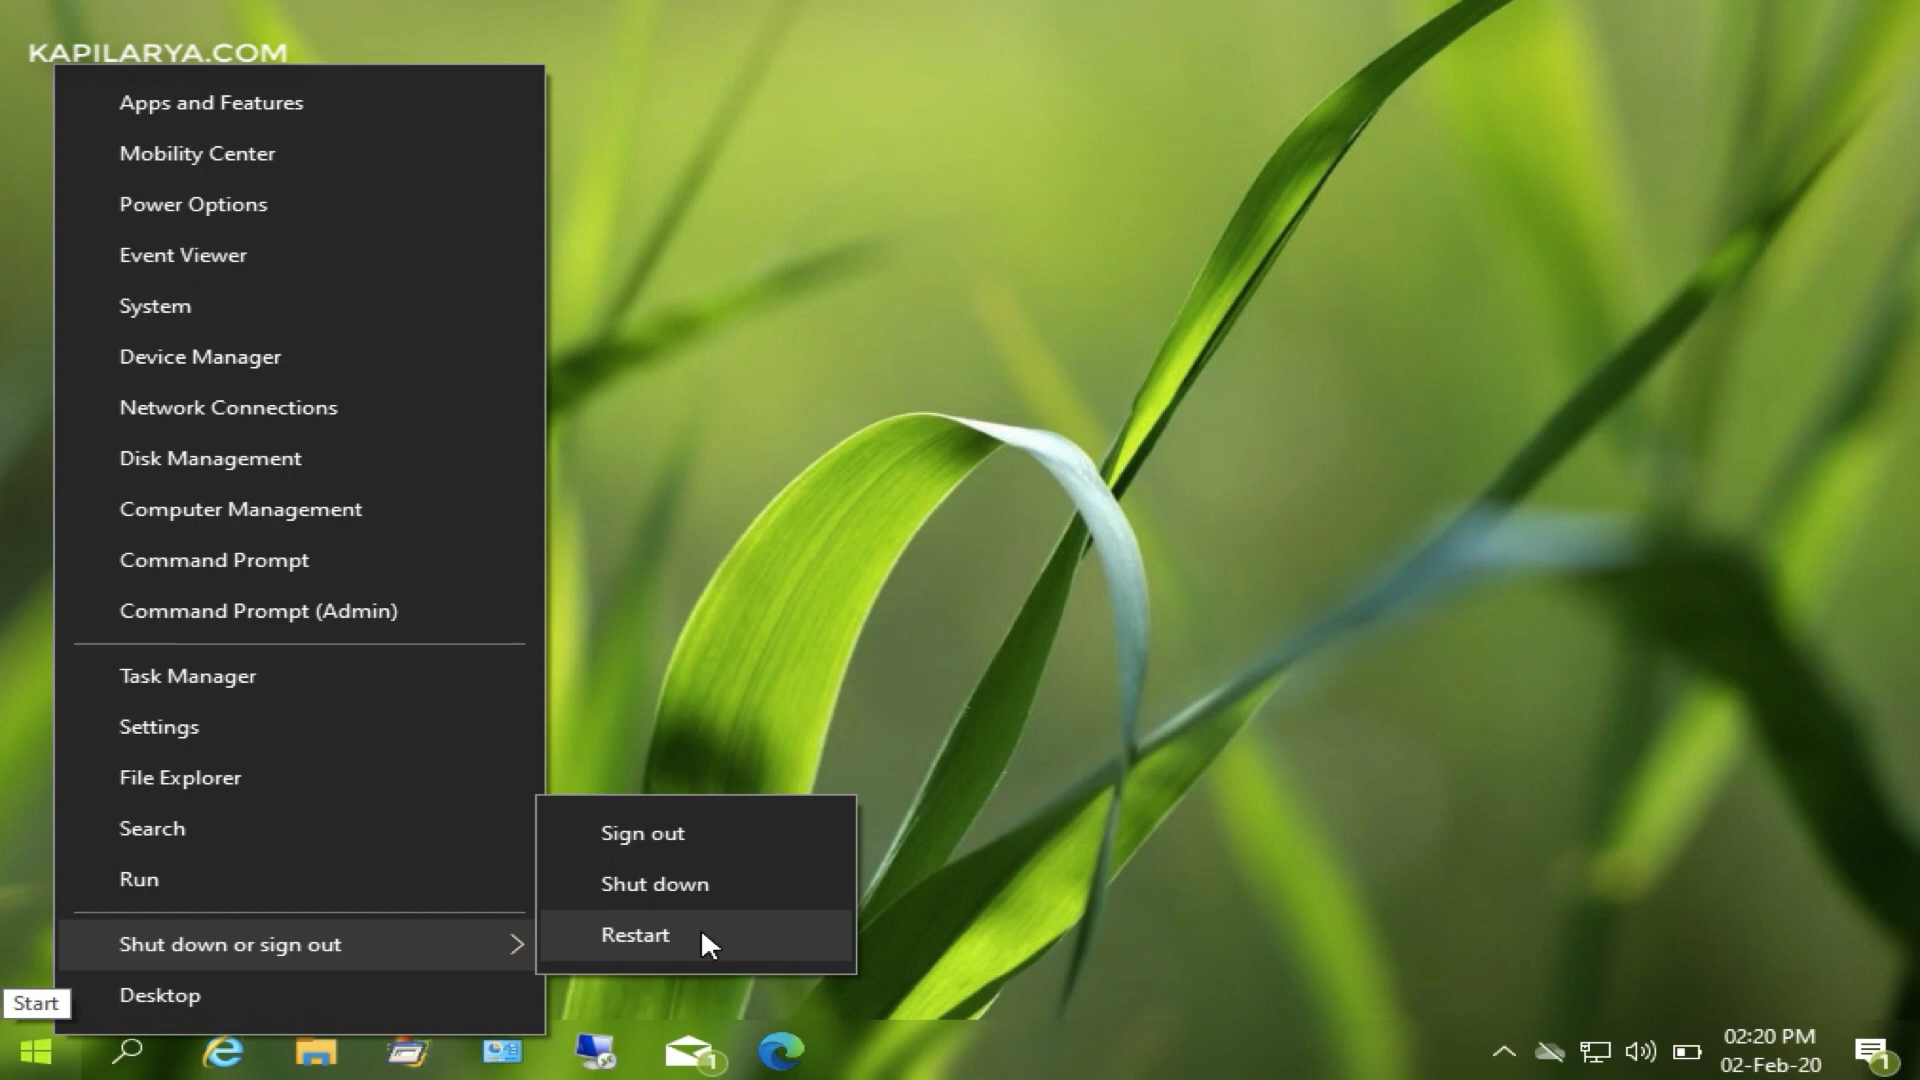 KAPILARYA.COM
Apps and Features
Mobility Center
Power Options
Event Viewer
System
Device Manager
Network Connections
Disk Management
Computer Management
Command Prompt
Command Prompt (Admin)
Task Manager
Settings
File Explorer
Search
Run
Shut down or sign out
Desktop
Sign out
Shut down
Restart
Start
1
02:20 PM
02-Feb-20
1